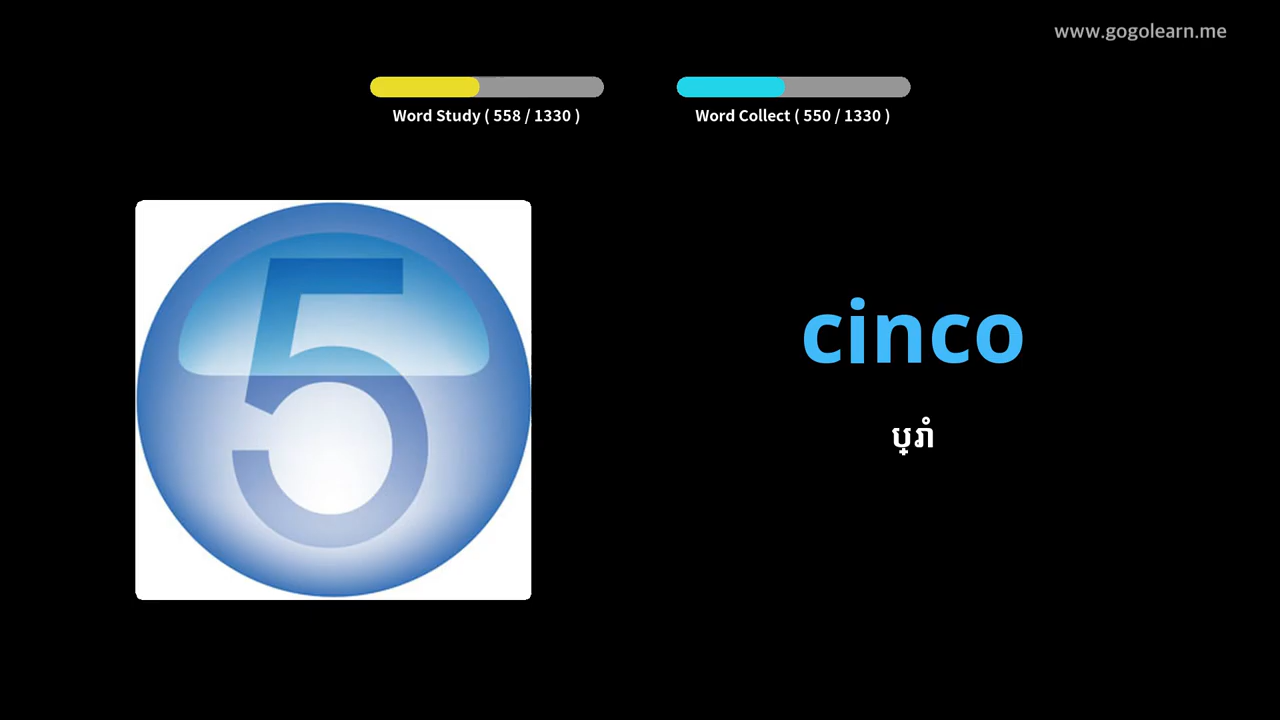 www.gogolearn.me
Word Study ( 558 / 1330 )
Word Collect ( 550 / 1330 )
5
cinco
ប្រាំ